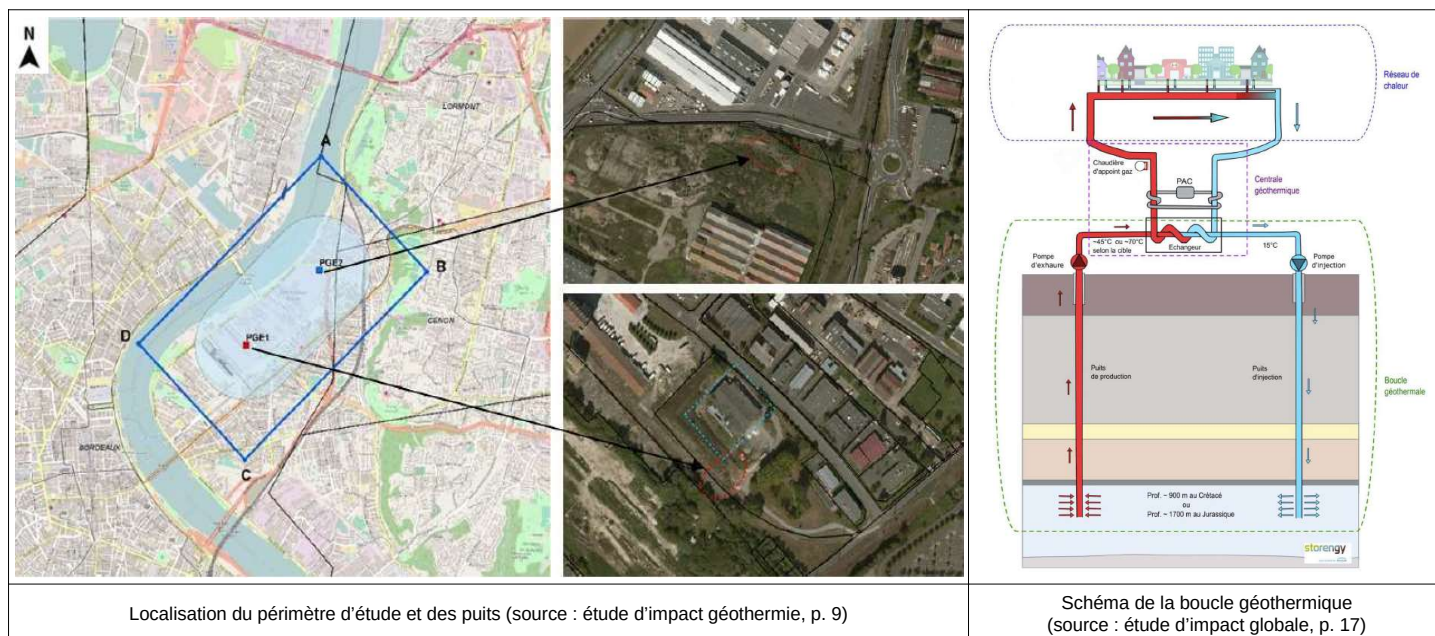 N
LORMONT
A
PGE2
B
CENON
D
PGE1
BORDEAUX
C
Réseau de
chaleur
Chaudière
d'appoint gaz
PAC
Centrale
géothermique
~45°C ou ~70°C
selon la cible
Echangeur
15°C
Pompe
d'exhaure
Pompe
d'injection
Puits
de production
Puits
d'injection
Boucle
géothermale
Prof. ~ 900 m au Crétacé
ou
Prof. ~ 1700 m au Jurassique
storengy
Localisation du périmètre d'étude et des puits (source : étude d'impact géothermie, p. 9)
Schéma de la boucle géothermique
(source : étude d'impact globale, p. 17)